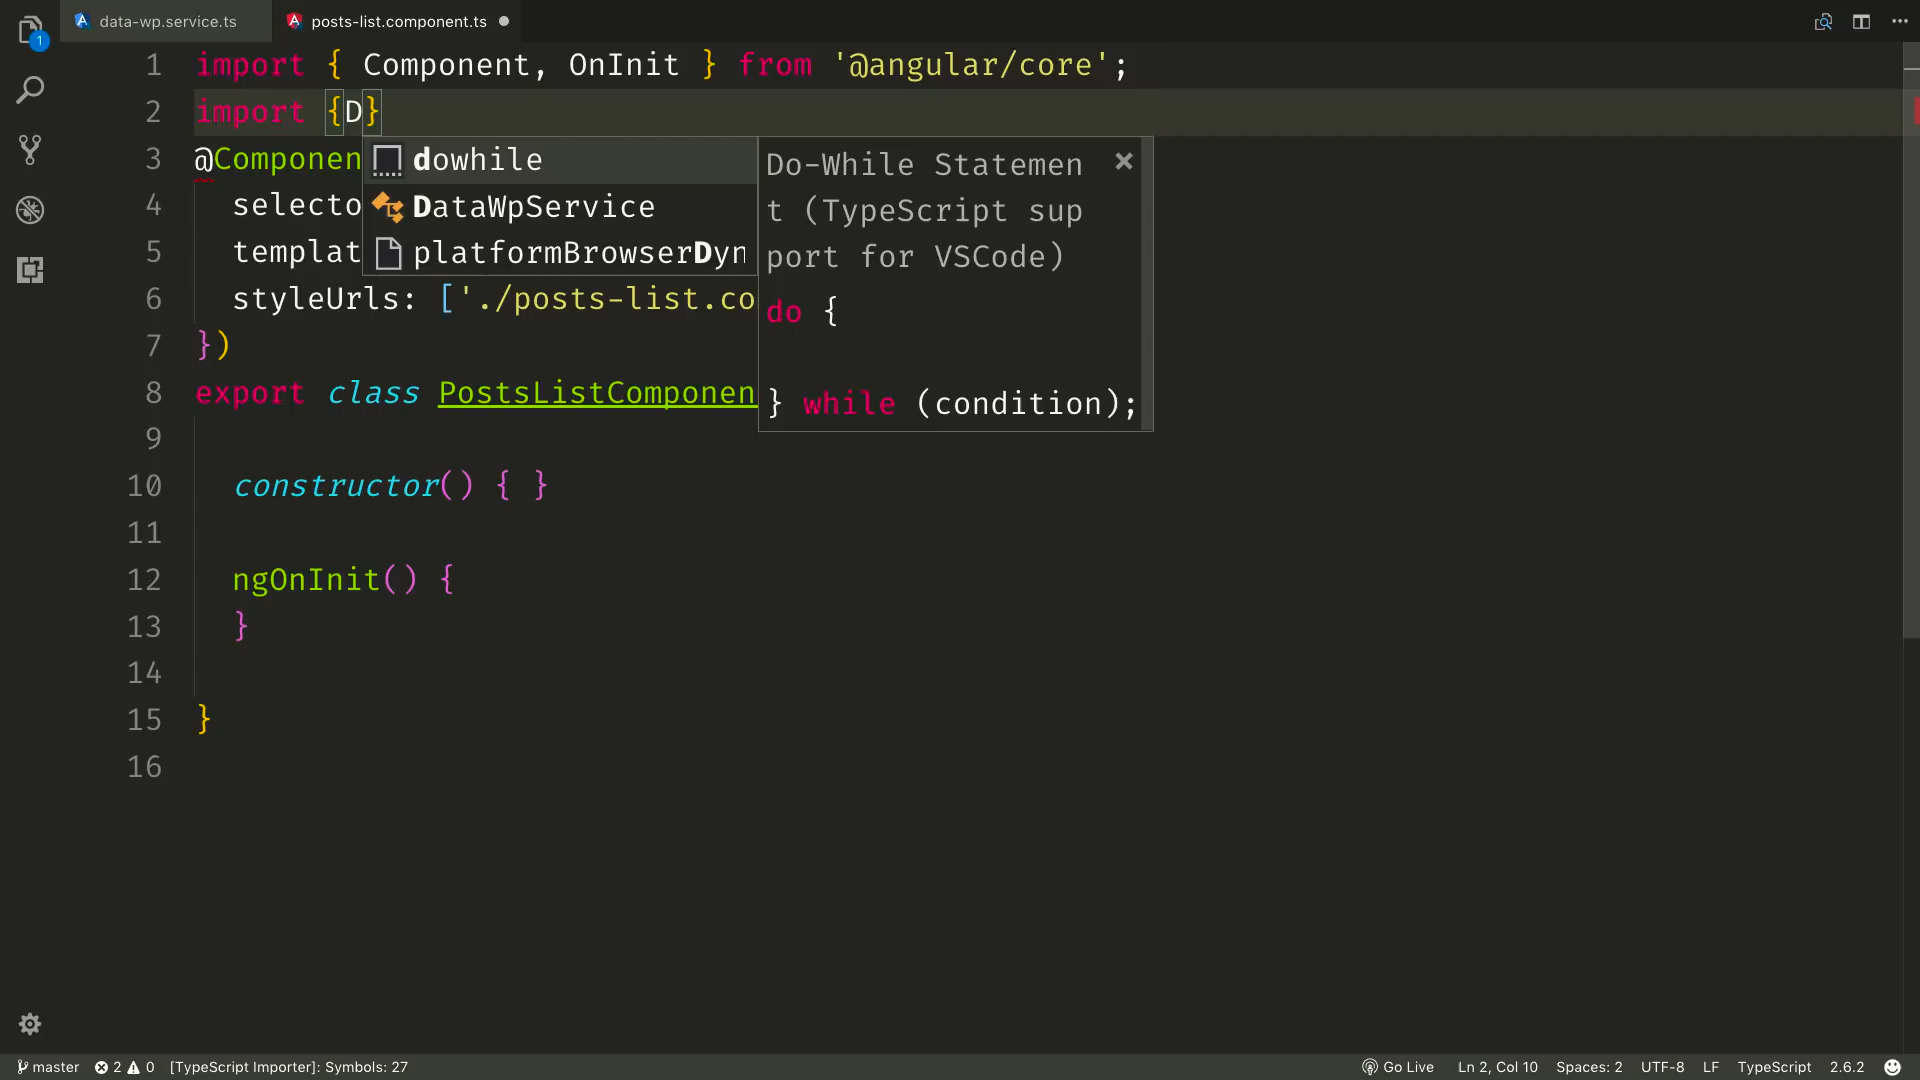 data-wp.service.ts
posts-list.component.ts
1
1 import { Component, OnInit } from '@angular/core';
2 import {D}
3 @Componen
4 selecto
5 templat
6 styleUrls: ['./posts-list.co
7 })
8 export class PostsListComponen
9
10 constructor() { }
11
12 ngOnInit() {
13 }
14
15 }
16
dowhile
DataWpService
platformBrowserDyn
Do-While Statemen
t (TypeScript sup
port for VSCode)
do {
} while (condition);
master 2 0 [TypeScript Importer]: Symbols: 27 Go Live Ln 2, Col 10 Spaces: 2 UTF-8 LF TypeScript 2.6.2